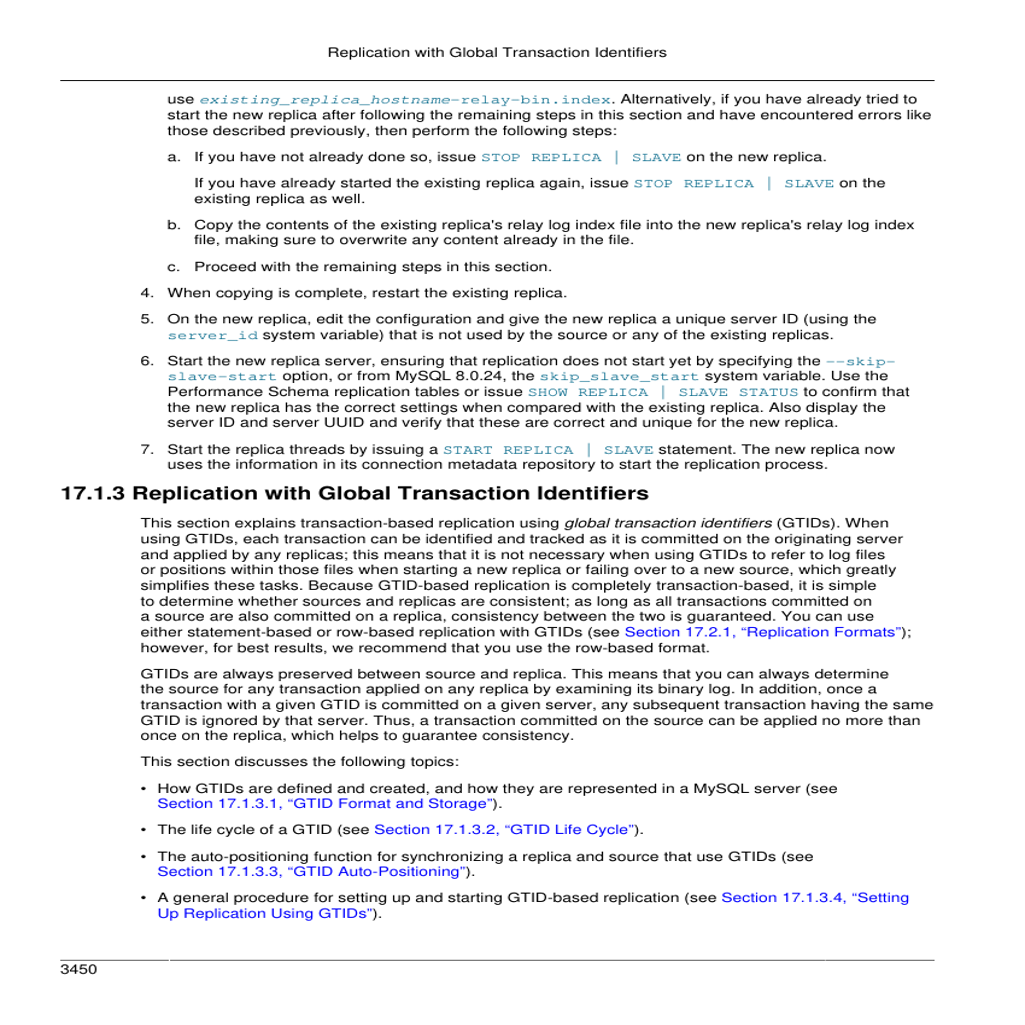 Replication with Global Transaction Identifiers
use existing_replica_hostname-relay-bin.index. Alternatively, if you have already tried to
start the new replica after following the remaining steps in this section and have encountered errors like
those described previously, then perform the following steps:
a. If you have not already done so, issue STOP REPLICA | SLAVE on the new replica.
If you have already started the existing replica again, issue STOP REPLICA | SLAVE on the
existing replica as well.
b. Copy the contents of the existing replica's relay log index file into the new replica's relay log index
file, making sure to overwrite any content already in the file.
c. Proceed with the remaining steps in this section.
4. When copying is complete, restart the existing replica.
5. On the new replica, edit the configuration and give the new replica a unique server ID (using the
server_id system variable) that is not used by the source or any of the existing replicas.
6. Start the new replica server, ensuring that replication does not start yet by specifying the --skip-
slave-start option, or from MySQL 8.0.24, the skip_slave_start system variable. Use the
Performance Schema replication tables or issue SHOW REPLICA | SLAVE STATUS to confirm that
the new replica has the correct settings when compared with the existing replica. Also display the
server ID and server UUID and verify that these are correct and unique for the new replica.
7. Start the replica threads by issuing a START REPLICA | SLAVE statement. The new replica now
uses the information in its connection metadata repository to start the replication process.
17.1.3 Replication with Global Transaction Identifiers
This section explains transaction-based replication using global transaction identifiers (GTIDs). When
using GTIDs, each transaction can be identified and tracked as it is committed on the originating server
and applied by any replicas; this means that it is not necessary when using GTIDs to refer to log files
or positions within those files when starting a new replica or failing over to a new source, which greatly
simplifies these tasks. Because GTID-based replication is completely transaction-based, it is simple
to determine whether sources and replicas are consistent; as long as all transactions committed on
a source are also committed on a replica, consistency between the two is guaranteed. You can use
either statement-based or row-based replication with GTIDs (see Section 17.2.1, “Replication Formats”);
however, for best results, we recommend that you use the row-based format.
GTIDs are always preserved between source and replica. This means that you can always determine
the source for any transaction applied on any replica by examining its binary log. In addition, once a
transaction with a given GTID is committed on a given server, any subsequent transaction having the same
GTID is ignored by that server. Thus, a transaction committed on the source can be applied no more than
once on the replica, which helps to guarantee consistency.
This section discusses the following topics:
• How GTIDs are defined and created, and how they are represented in a MySQL server (see
Section 17.1.3.1, “GTID Format and Storage”).
• The life cycle of a GTID (see Section 17.1.3.2, “GTID Life Cycle”).
• The auto-positioning function for synchronizing a replica and source that use GTIDs (see
Section 17.1.3.3, “GTID Auto-Positioning”).
• A general procedure for setting up and starting GTID-based replication (see Section 17.1.3.4, “Setting
Up Replication Using GTIDs”).
3450